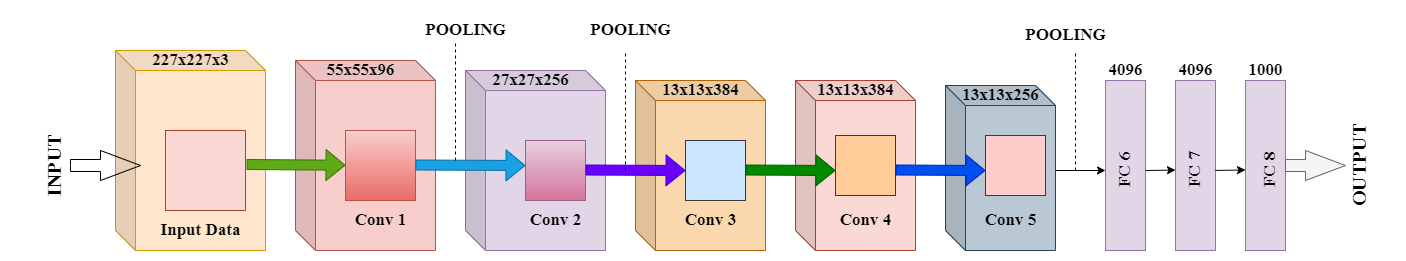 POOLING
POOLING
POOLING
227x227x3
55x55x96
27x27x256
13x13x384
13x13x384
13x13x256
4096
4096
1000
INPUT
Input Data
Conv 1
Conv 2
Conv 3
Conv 4
Conv 5
FC 6
FC 7
FC 8
OUTPUT